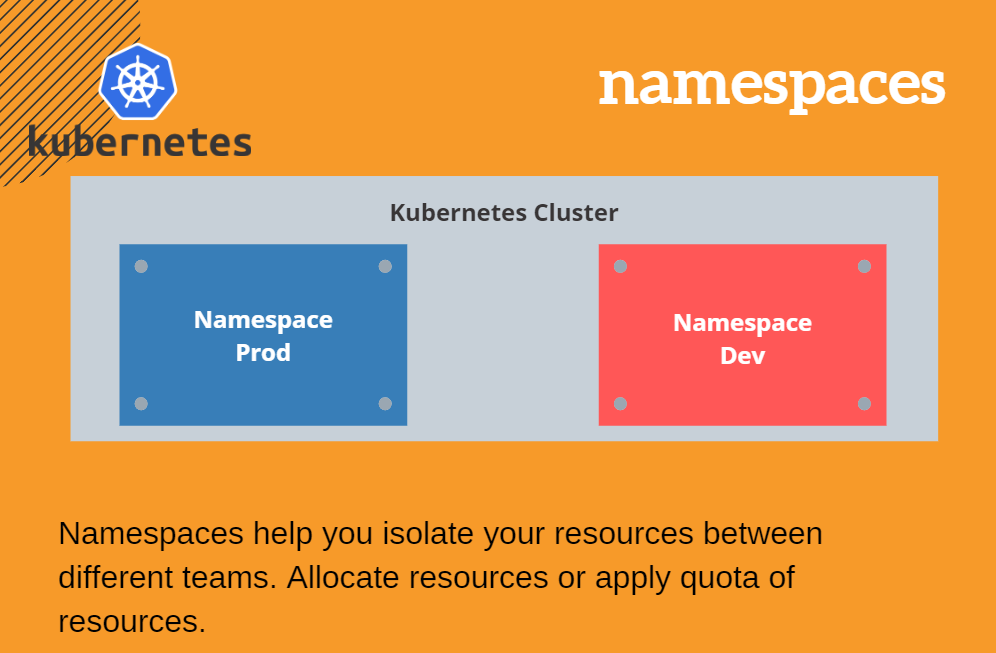 kubernetes
namespaces
Kubernetes Cluster
Namespace
Prod
Namespace
Dev
Namespaces help you isolate your resources between
different teams. Allocate resources or apply quota of
resources.